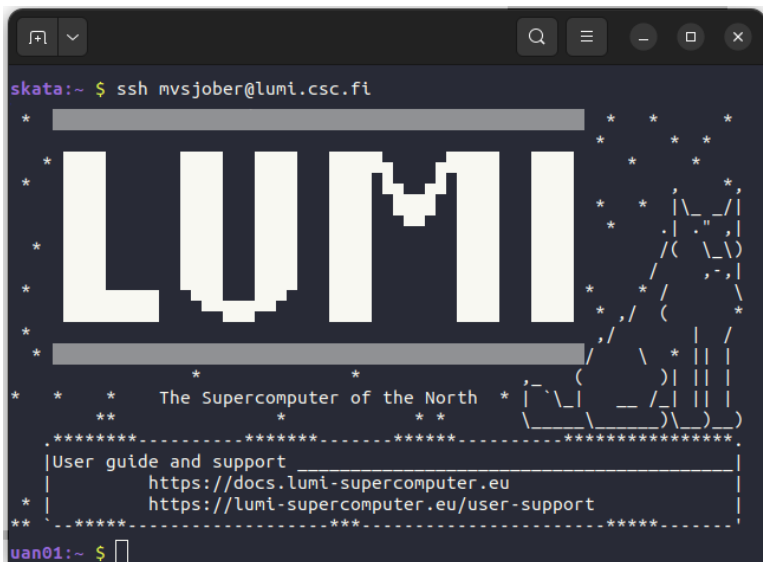 skata:~ $ ssh mvsjober@lumi.csc.fi
LUMI
The Supercomputer of the North
User guide and support
https://docs.lumi-supercomputer.eu
https://lumi-supercomputer.eu/user-support
uan01:~ $